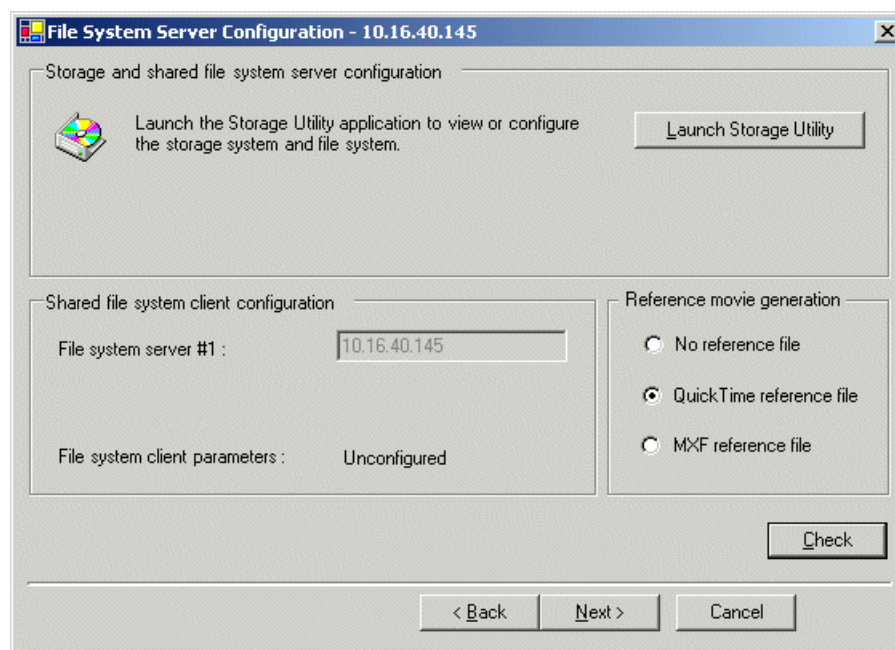 File System Server Configuration - 10.16.40.145
Storage and shared file system server configuration
Launch the Storage Utility application to view or configure
the storage system and file system.
Launch Storage Utility
Shared file system client configuration
File system server #1 :
10.16.40.145
File system client parameters :
Unconfigured
Reference movie generation
No reference file
QuickTime reference file
MXF reference file
Check
< Back
Next >
Cancel